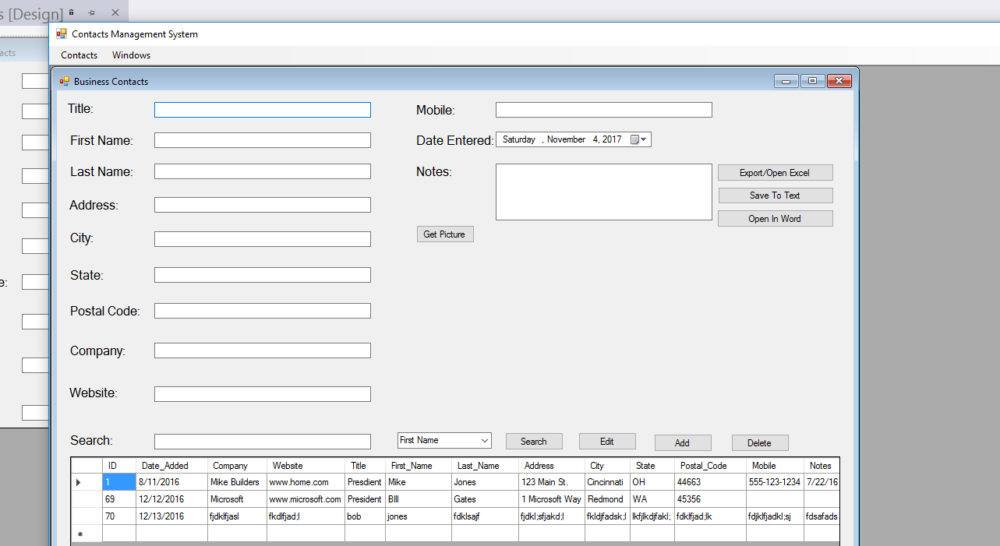 s [Design]
Contacts Management System
acts
Contacts Windows
Business Contacts
Title:
Mobile:
First Name:
Date Entered: Saturday , November 4, 2017
Last Name:
Notes:
Export/Open Excel
Save To Text
Address:
Open In Word
City:
Get Picture
State:
e:
Postal Code:
Company:
Website:
Search:
First Name
Search
Edit
Add
Delete
ID Date_Added Company Website Title First_Name Last_Name Address City State Postal_Code Mobile Notes
1 8/11/2016 Mike Builders www.home.com Presdient Mike Jones 123 Main St. Cincinnati OH 44663 555-123-1234 7/22/16
69 12/12/2016 Microsoft www.microsoft.com President BIll Gates 1 Microsoft Way Redmond WA 45356
70 12/13/2016 fjdklfjasl fkdlfjad;l bob jones fdklsajf fjdkl;sfjakd;l fkldjfadsk;l lkfjlkdjfakl; fdklfjad;lk fdjklfjadkl;sj fdsafads